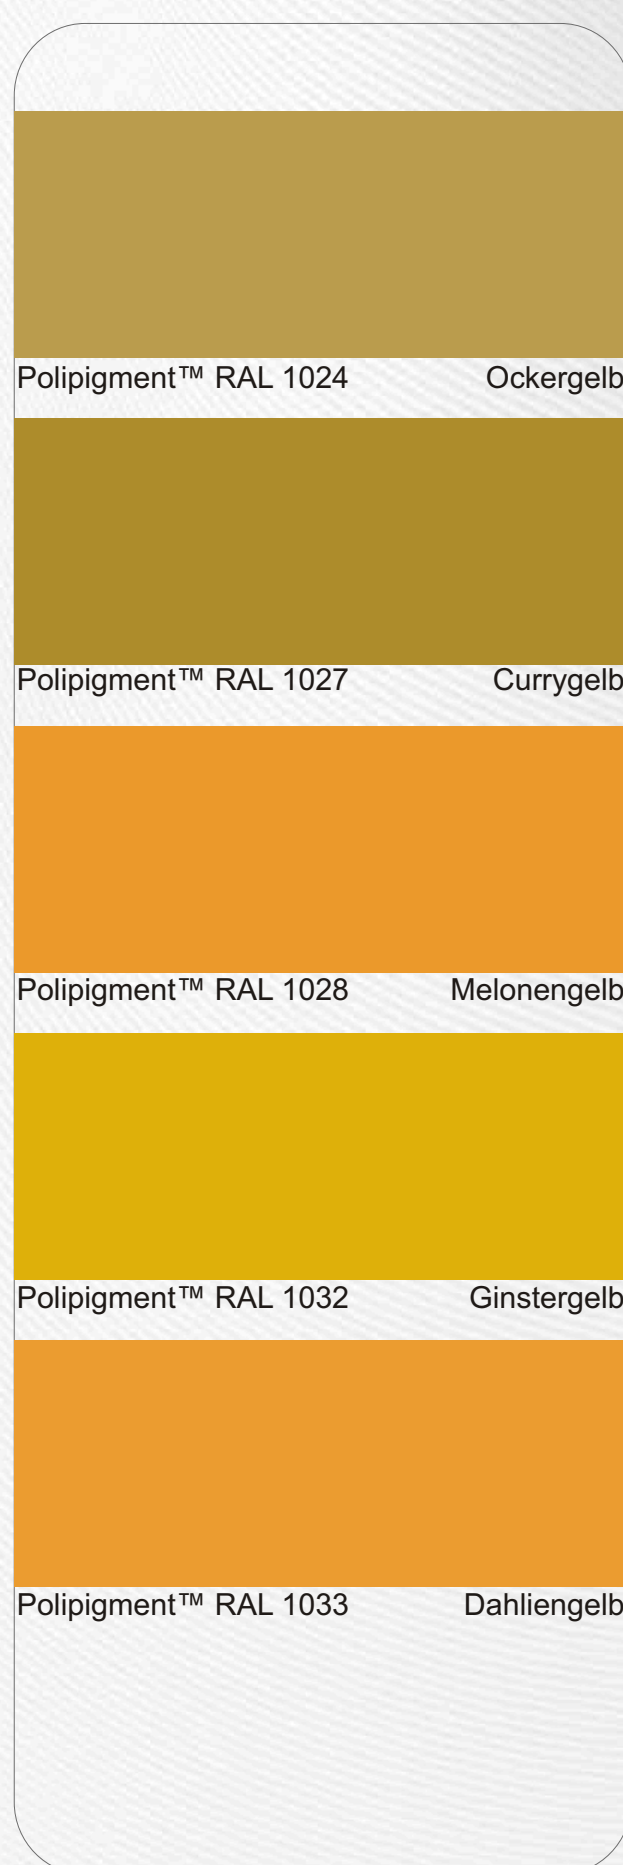 Polipigment™ RAL 1024 Ockergelb
Polipigment™ RAL 1027 Currygelb
Polipigment™ RAL 1028 Melonengelb
Polipigment™ RAL 1032 Ginstergelb
Polipigment™ RAL 1033 Dahliengelb